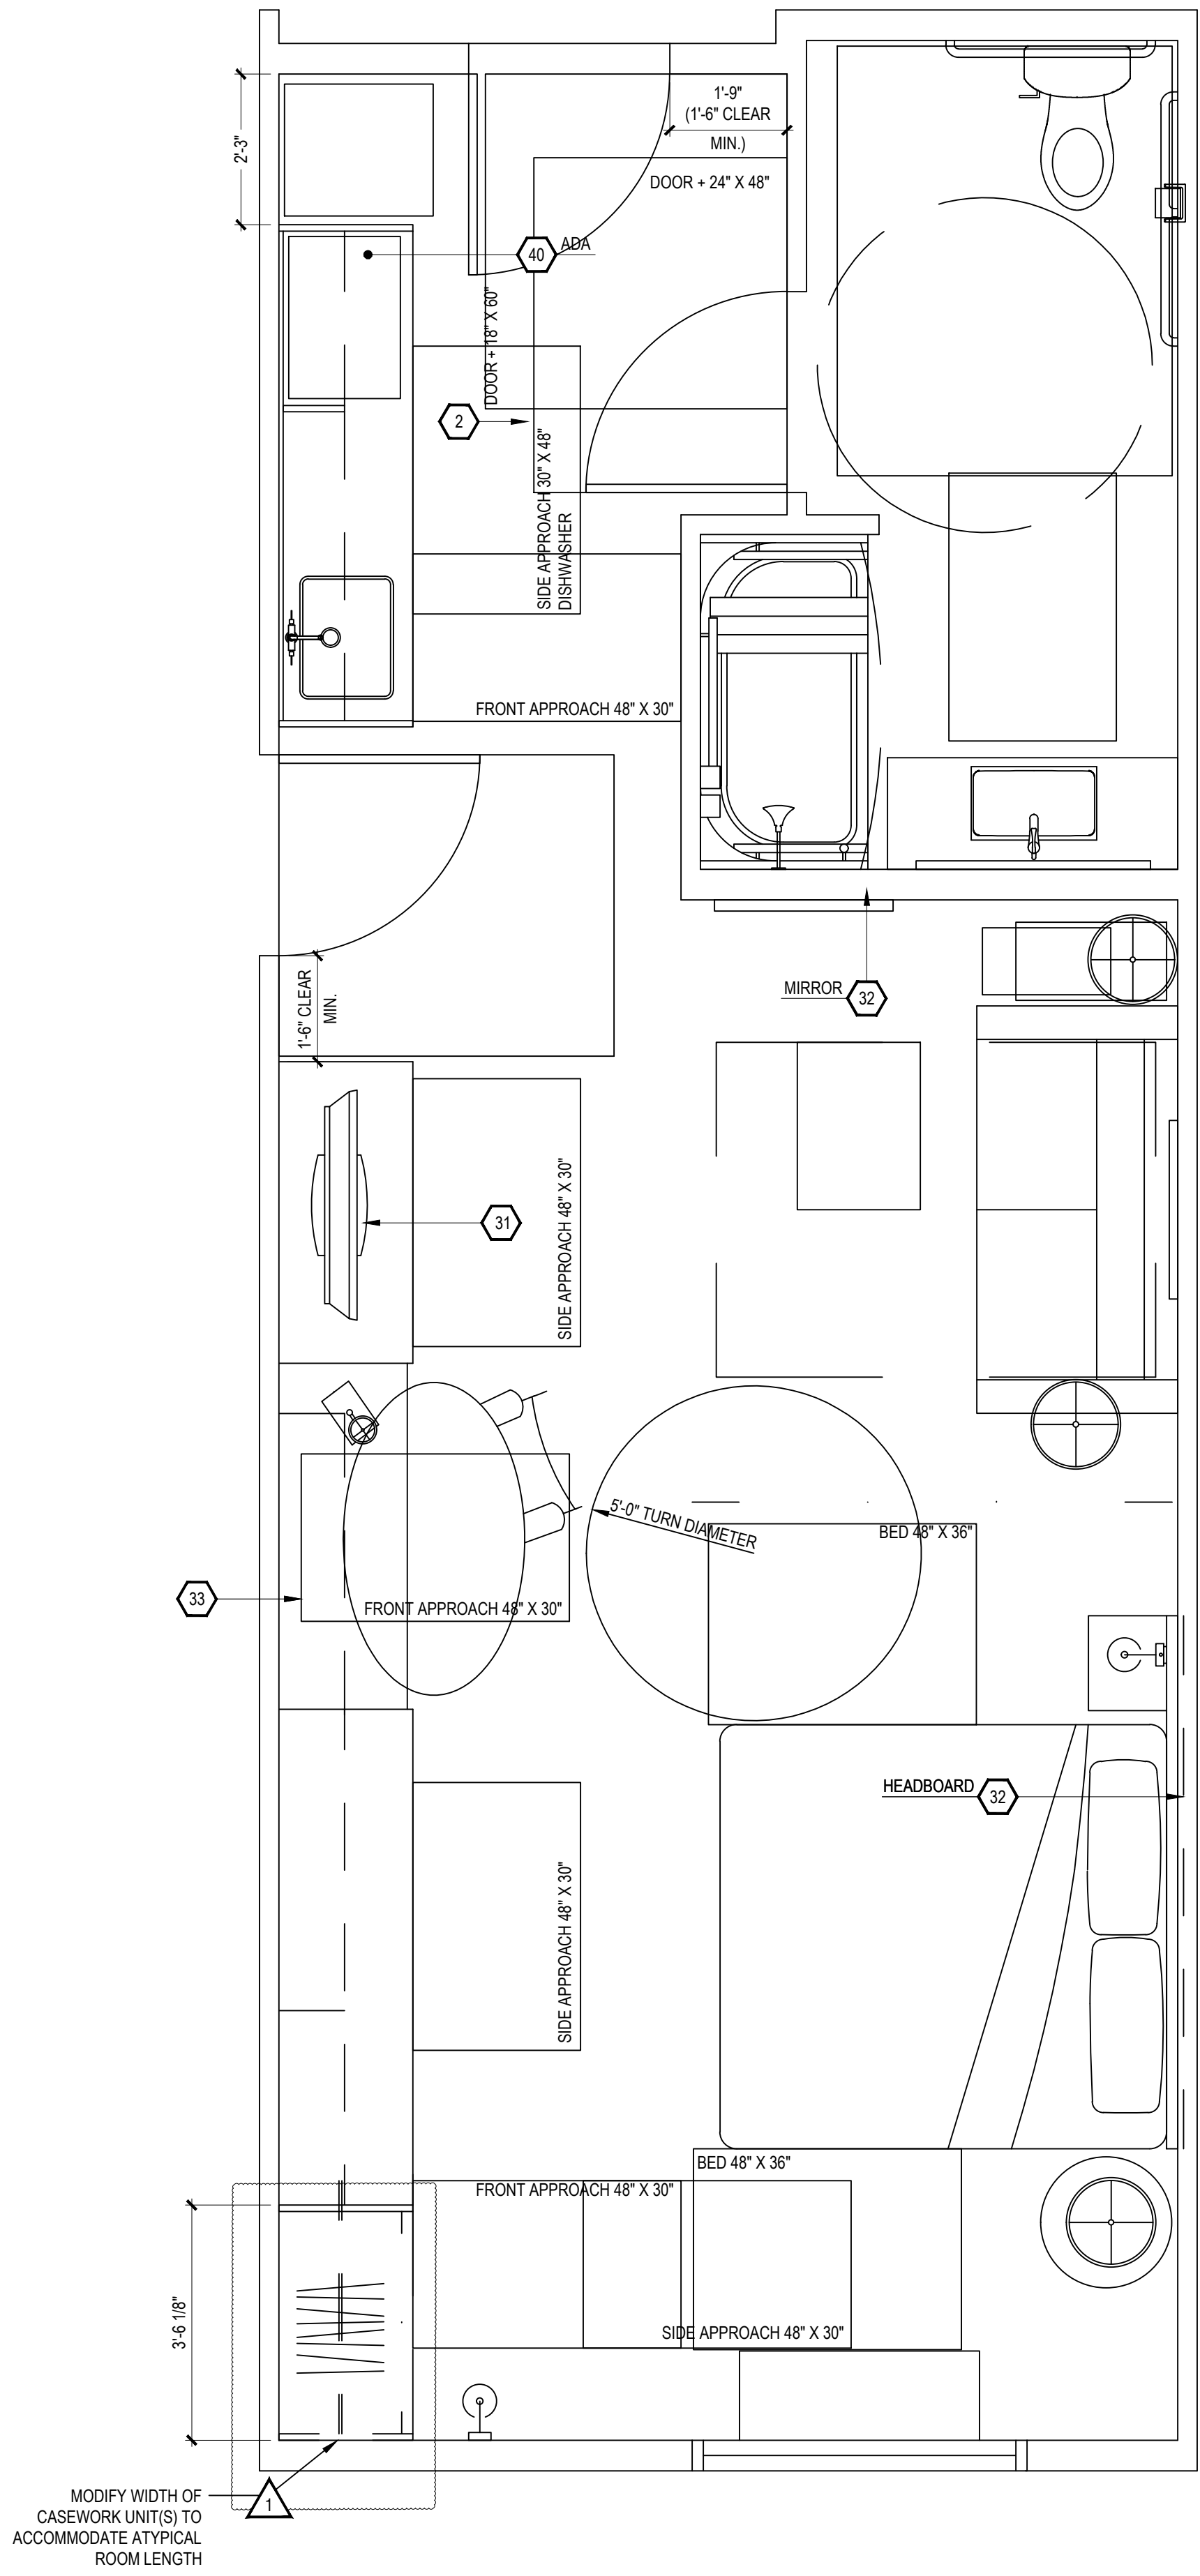 1'-9"
(1'-6" CLEAR
MIN.)
2'-3"
DOOR + 24" X 48"
40
ADA
DOOR + 18" X 60"
2
SIDE APPROACH 30" X 48"
DISHWASHER
FRONT APPROACH 48" X 30"
1'-6" CLEAR
MIN.
MIRROR
32
31
SIDE APPROACH 48" X 30"
5'-0" TURN DIAMETER
BED 48" X 36"
33
FRONT APPROACH 48" X 30"
HEADBOARD
32
SIDE APPROACH 48" X 30"
BED 48" X 36"
FRONT APPROACH 48" X 30"
3'-6 1/8"
SIDE APPROACH 48" X 30"
1
MODIFY WIDTH OF
CASEWORK UNIT(S) TO
ACCOMMODATE ATYPICAL
ROOM LENGTH